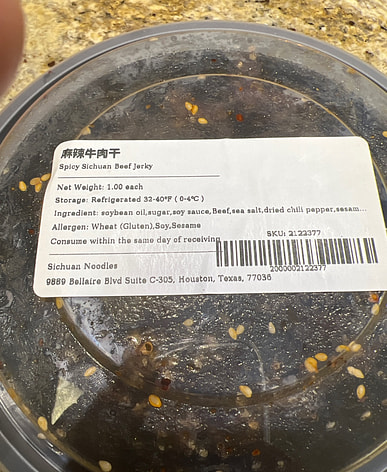 麻辣牛肉干
Spicy Sichuan Beef Jerky
Net Weight: 1.00 each
Storage: Refrigerated 32-40°F ( 0-4°C )
Ingredient: soybean oil,sugar,soy sauce,Beef,sea salt,dried chili papper,sesam...
Allergen: Wheat (Gluten),Soy,Sesame
Consume within the same day of receiving
SKU: 2122377
2000002122377
Sichuan Noodles
9889 Bellaire Blvd Suite C-305, Houston, Texas, 77036